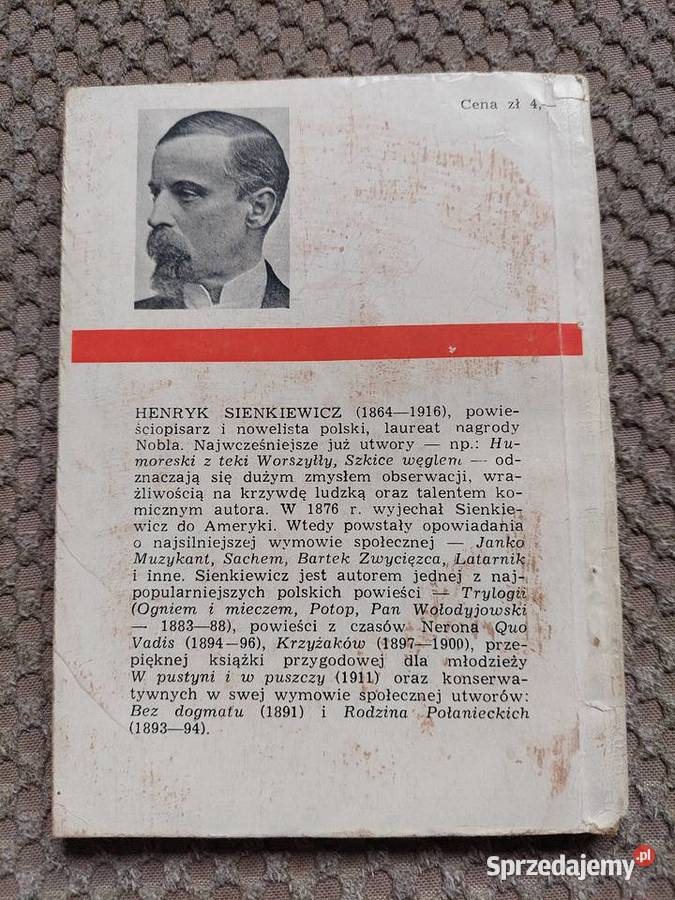 Cena zł 4,—
HENRYK SIENKIEWICZ (1864—1916), powie-
ściopisarz i nowelista polski, laureat nagrody
Nobla. Najwcześniejsze już utwory — np.: Hu-
moreski z teki Worszyłły, Szkice węglem — od-
znaczają się dużym zmysłem obserwacji, wra-
żliwością na krzywdę ludzką oraz talentem ko-
micznym autora. W 1876 r. wyjechał Sienkie-
wicz do Ameryki. Wtedy powstały opowiadania
o najsilniejszej wymowie społecznej — Janko
Muzykant, Sachem, Bartek Zwycięzca, Latarnik
i inne. Sienkiewicz jest autorem jednej z naj-
popularniejszych polskich powieści — Trylogii
(Ogniem i mieczem, Potop, Pan Wołodyjowski
— 1883—88), powieści z czasów Nerona Quo
Vadis (1894—96), Krzyżaków (1897—1900), prze-
pięknej książki przygodowej dla młodzieży
W pustyni i w puszczy (1911) oraz konserwa-
tywnych w swej wymowie społecznej utworów:
Bez dogmatu (1891) i Rodzina Połanieckich
(1893—94).
Sprzedajemy.pl